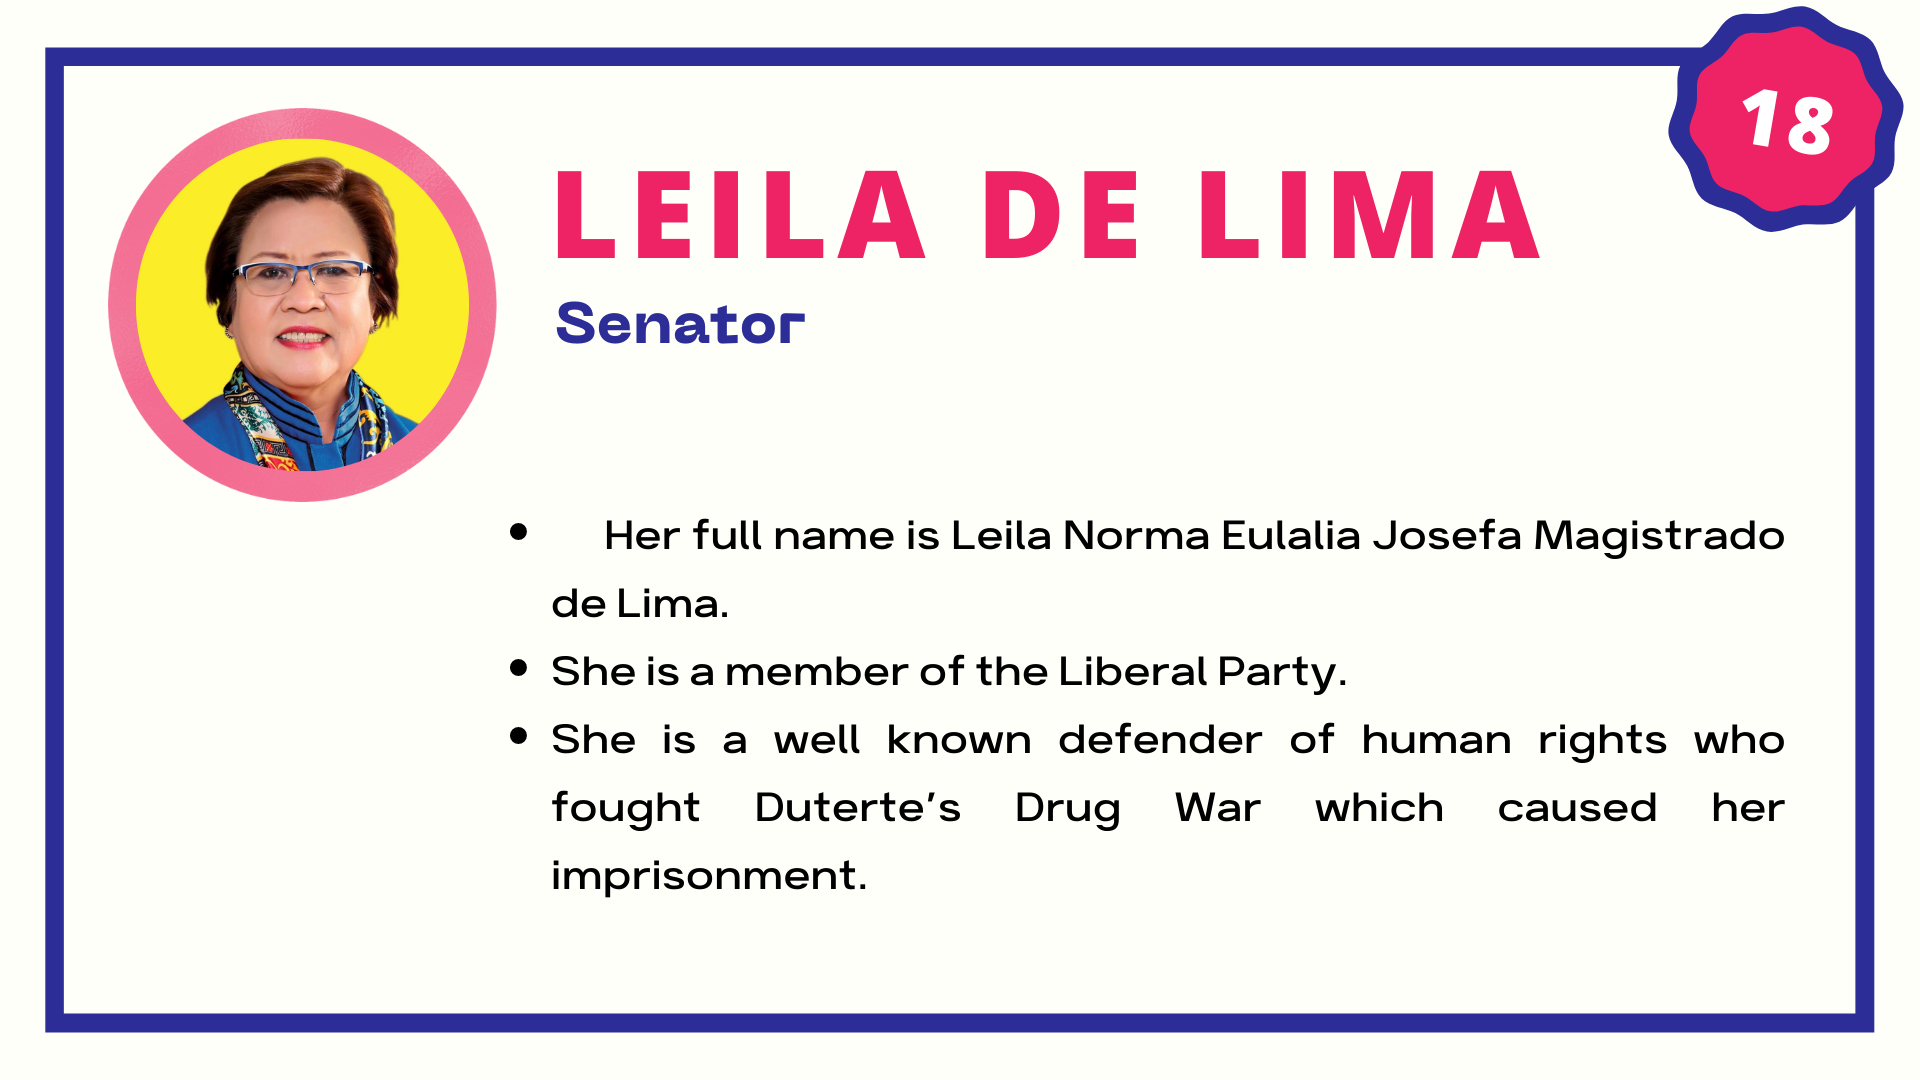 18
LEILA DE LIMA
Senator
• Her full name is Leila Norma Eulalia Josefa Magistrado
de Lima.
• She is a member of the Liberal Party.
• She is a well known defender of human rights who
fought Duterte’s Drug War which caused her
imprisonment.